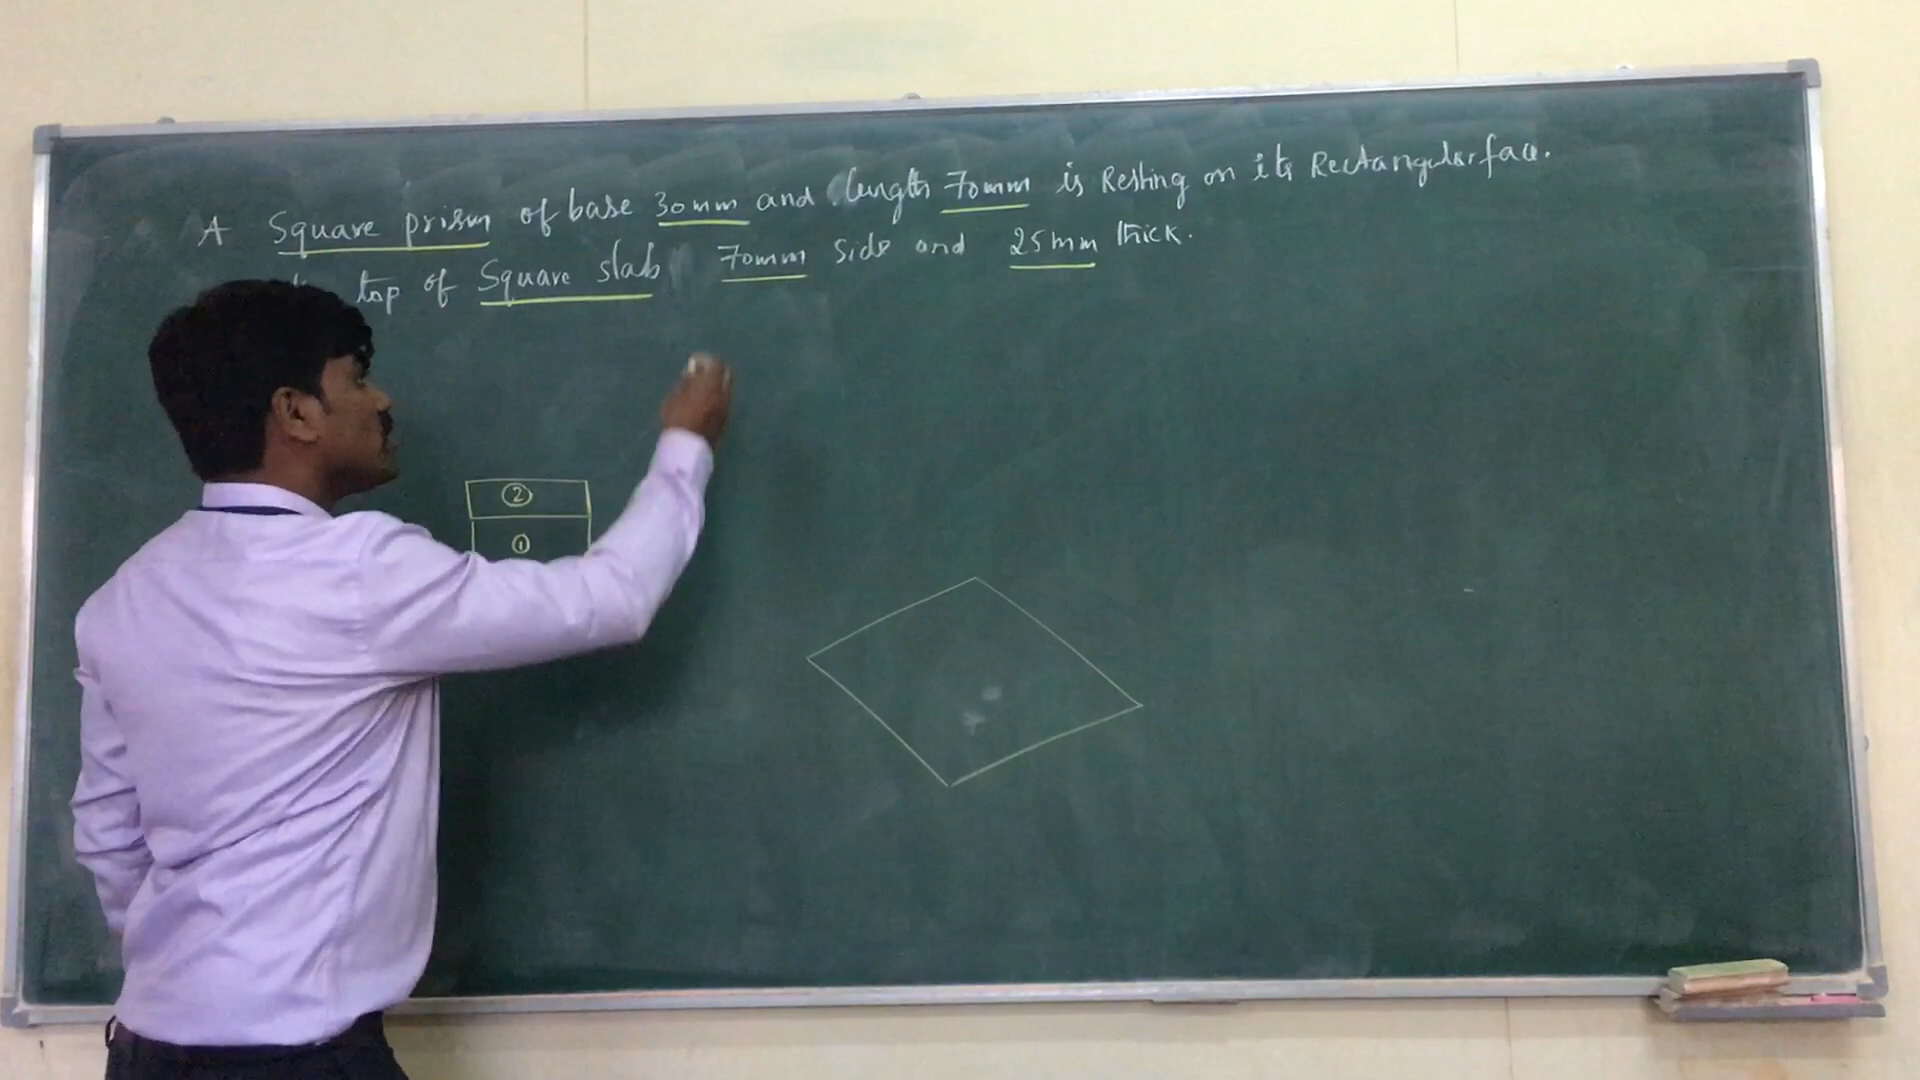 A Square prism of base 30mm and length 70mm is Resting on its Rectangular face.
top of Square slab 70mm Side and 25mm thick.
②
①